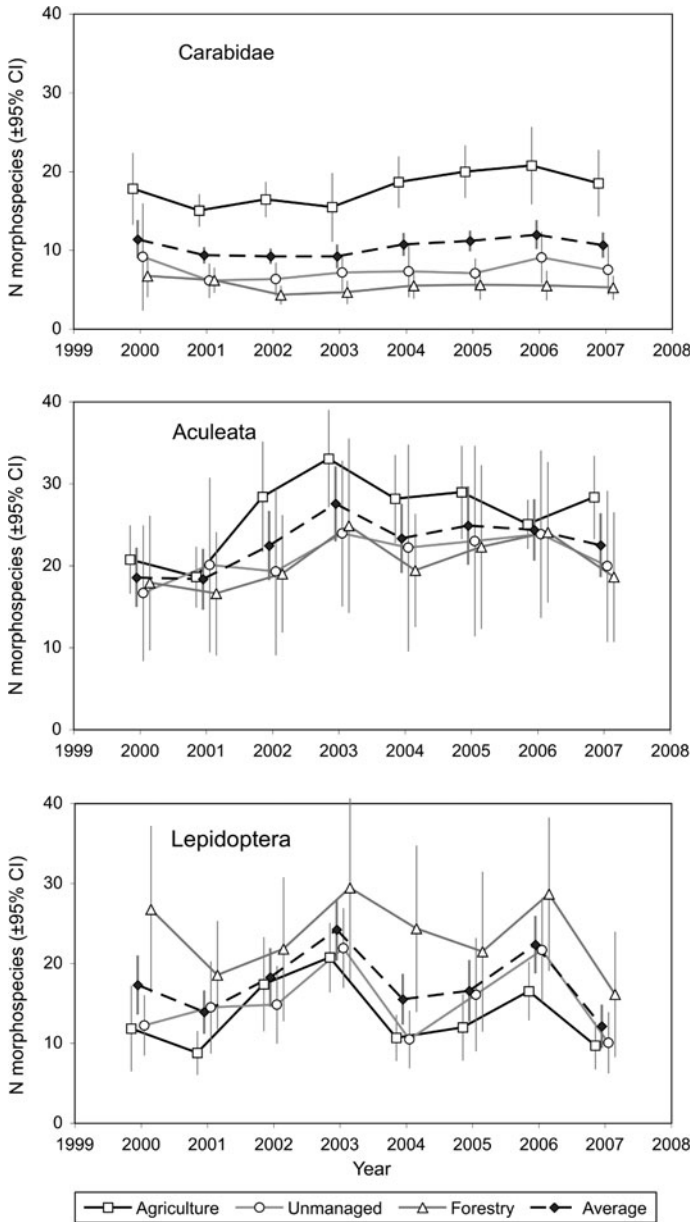 Carabidae
N morphospecies (±95% CI)
40
30
20
10
0
1999 2000 2001 2002 2003 2004 2005 2006 2007 2008
Aculeata
N morphospecies (±95% CI)
40
30
20
10
0
1999 2000 2001 2002 2003 2004 2005 2006 2007 2008
Lepidoptera
N morphospecies (±95% CI)
40
30
20
10
0
1999 2000 2001 2002 2003 2004 2005 2006 2007 2008
Year
Agriculture Unmanaged Forestry Average